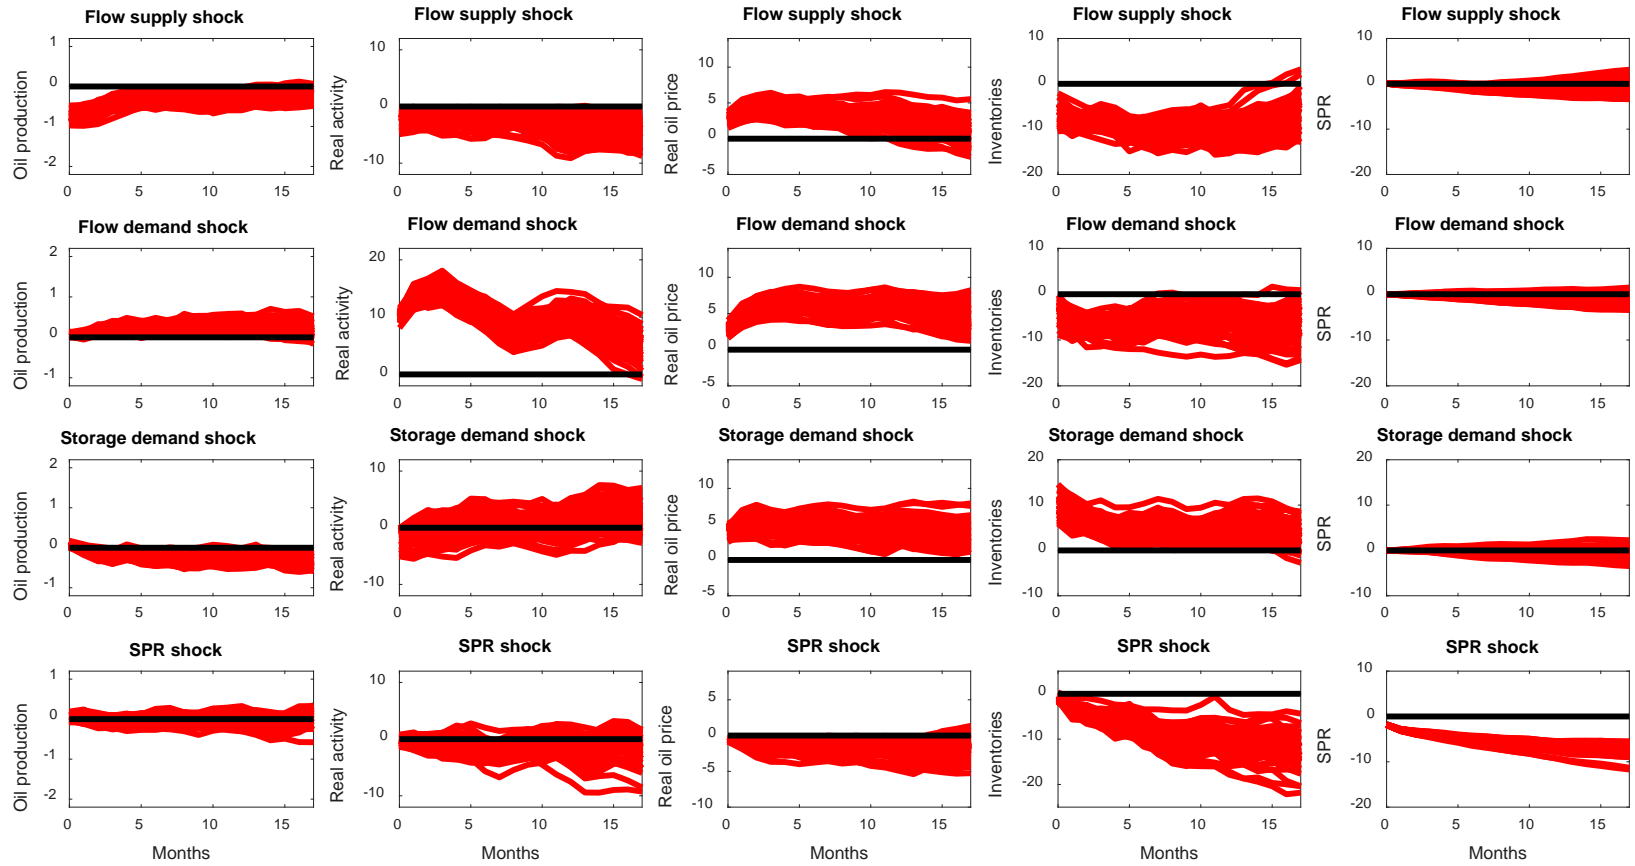 Flow supply shock Flow supply shock Flow supply shock Flow supply shock Flow supply shock
Oil production 1 0 -1 -2 0 5 10 15
Real activity 10 0 -10 0 5 10 15
Real oil price 10 5 0 -5 0 5 10 15
Inventories 10 0 -10 -20 0 5 10 15
SPR 10 0 -10 -20 0 5 10 15
Flow demand shock Flow demand shock Flow demand shock Flow demand shock Flow demand shock
Oil production 2 1 0 -1 0 5 10 15
Real activity 20 10 0 0 5 10 15
Real oil price 10 5 0 -5 0 5 10 15
Inventories 10 0 -10 -20 0 5 10 15
SPR 10 0 -10 -20 0 5 10 15
Storage demand shock Storage demand shock Storage demand shock Storage demand shock Storage demand shock
Oil production 2 1 0 -1 0 5 10 15
Real activity 10 0 -10 0 5 10 15
Real oil price 10 5 0 -5 0 5 10 15
Inventories 20 10 0 -10 0 5 10 15
SPR 20 10 0 -10 0 5 10 15
SPR shock SPR shock SPR shock SPR shock SPR shock
Oil production 1 0 -1 -2 0 5 10 15
Real activity 10 0 -10 0 5 10 15
Real oil price 5 0 -5 -10 0 5 10 15
Inventories 0 -10 -20 0 5 10 15
SPR 10 0 -10 -20 0 5 10 15
Months Months Months Months Months